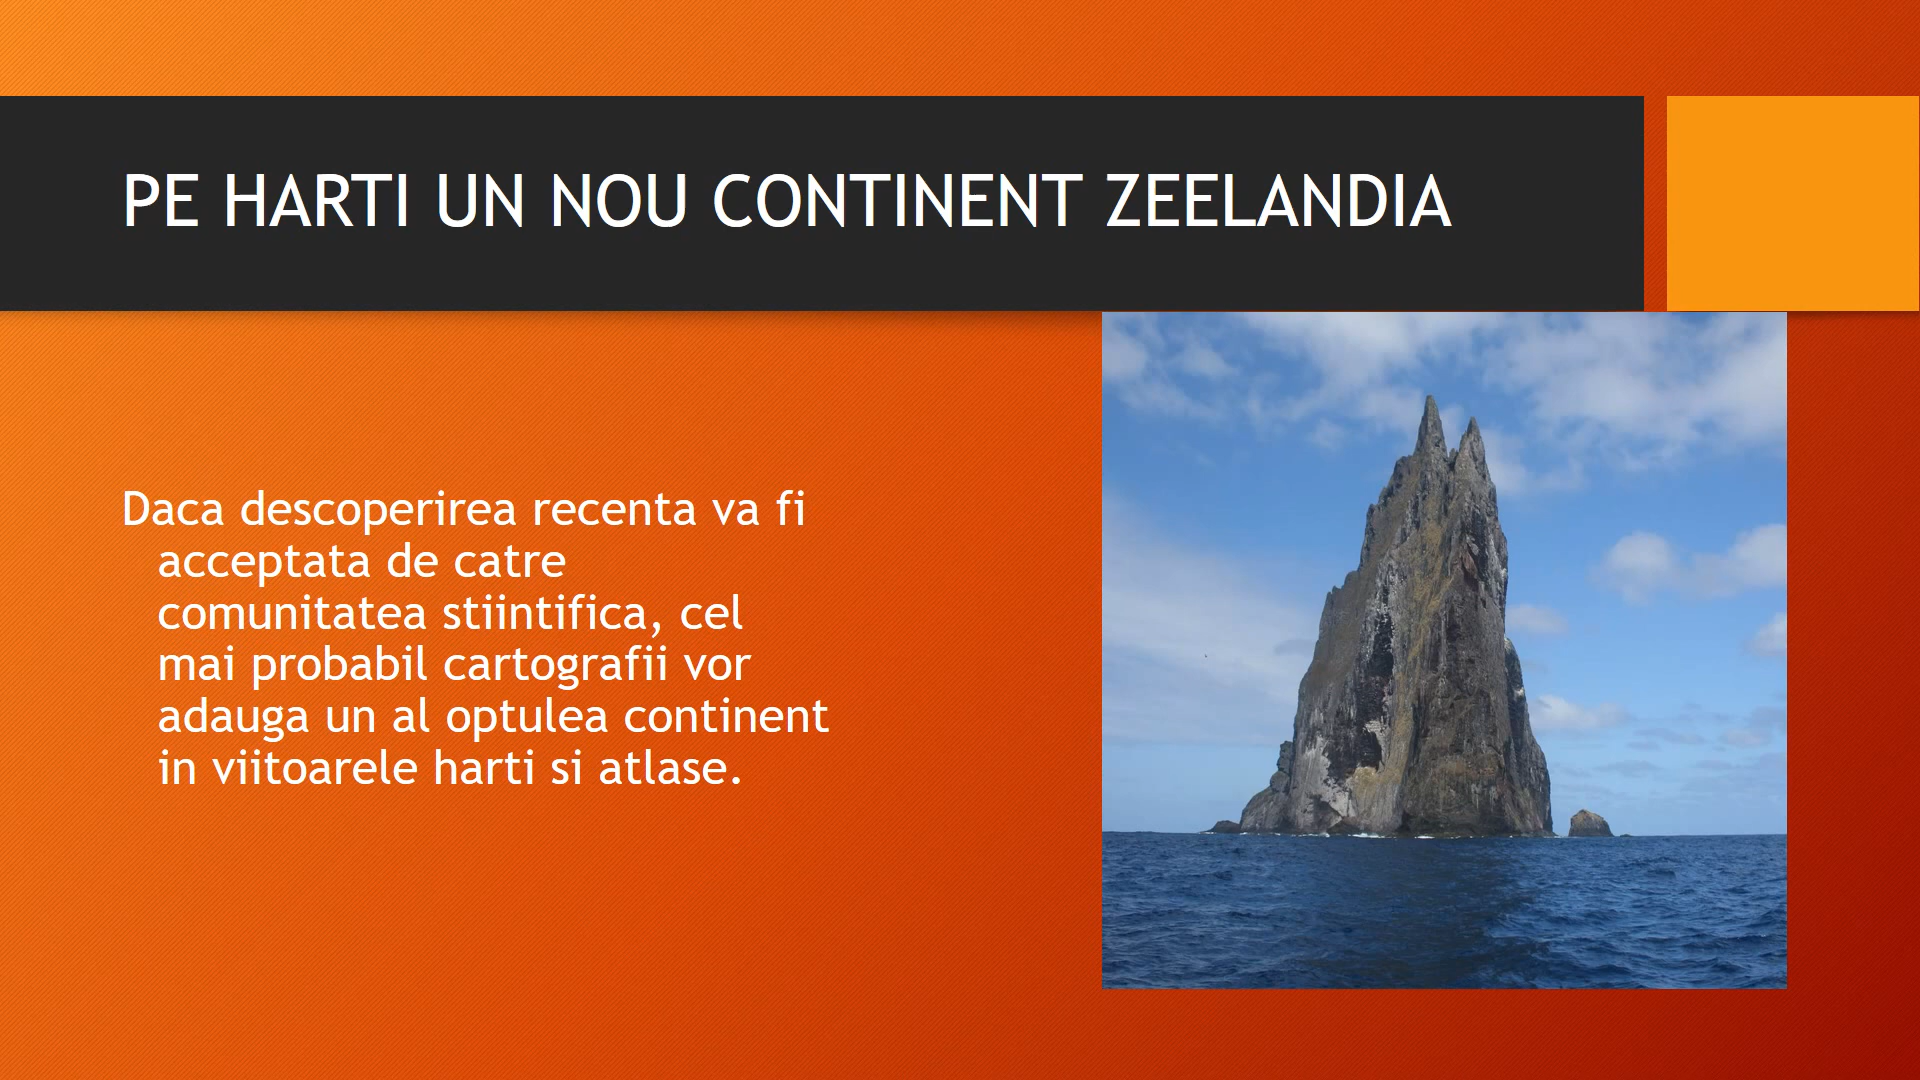 PE HARTI UN NOU CONTINENT ZEELANDIA
Daca descoperirea recenta va fi
acceptata de catre
comunitatea stiintifica, cel
mai probabil cartografii vor
adauga un al optulea continent
in viitoarele harti si atlase.